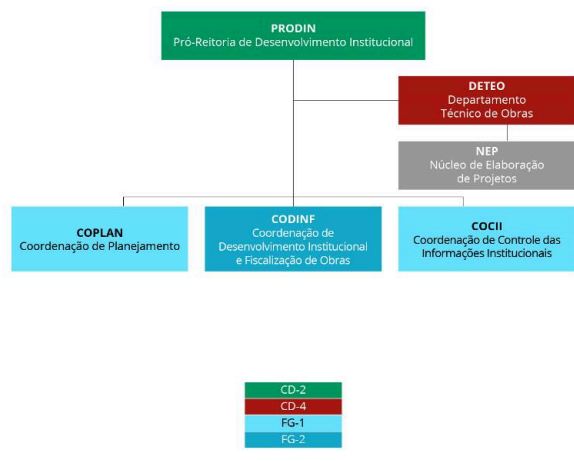 PRODIN
Pró-Reitoria de Desenvolvimento Institucional
DETEO
Departamento
Técnico de Obras
NEP
Núcleo de Elaboração
de Projetos
COPLAN
Coordenação de Planejamento
CODINF
Coordenação de
Desenvolvimento Institucional
e Fiscalização de Obras
COCII
Coordenação de Controle das
Informações Institucionais
CD-2
CD-4
FG-1
FG-2